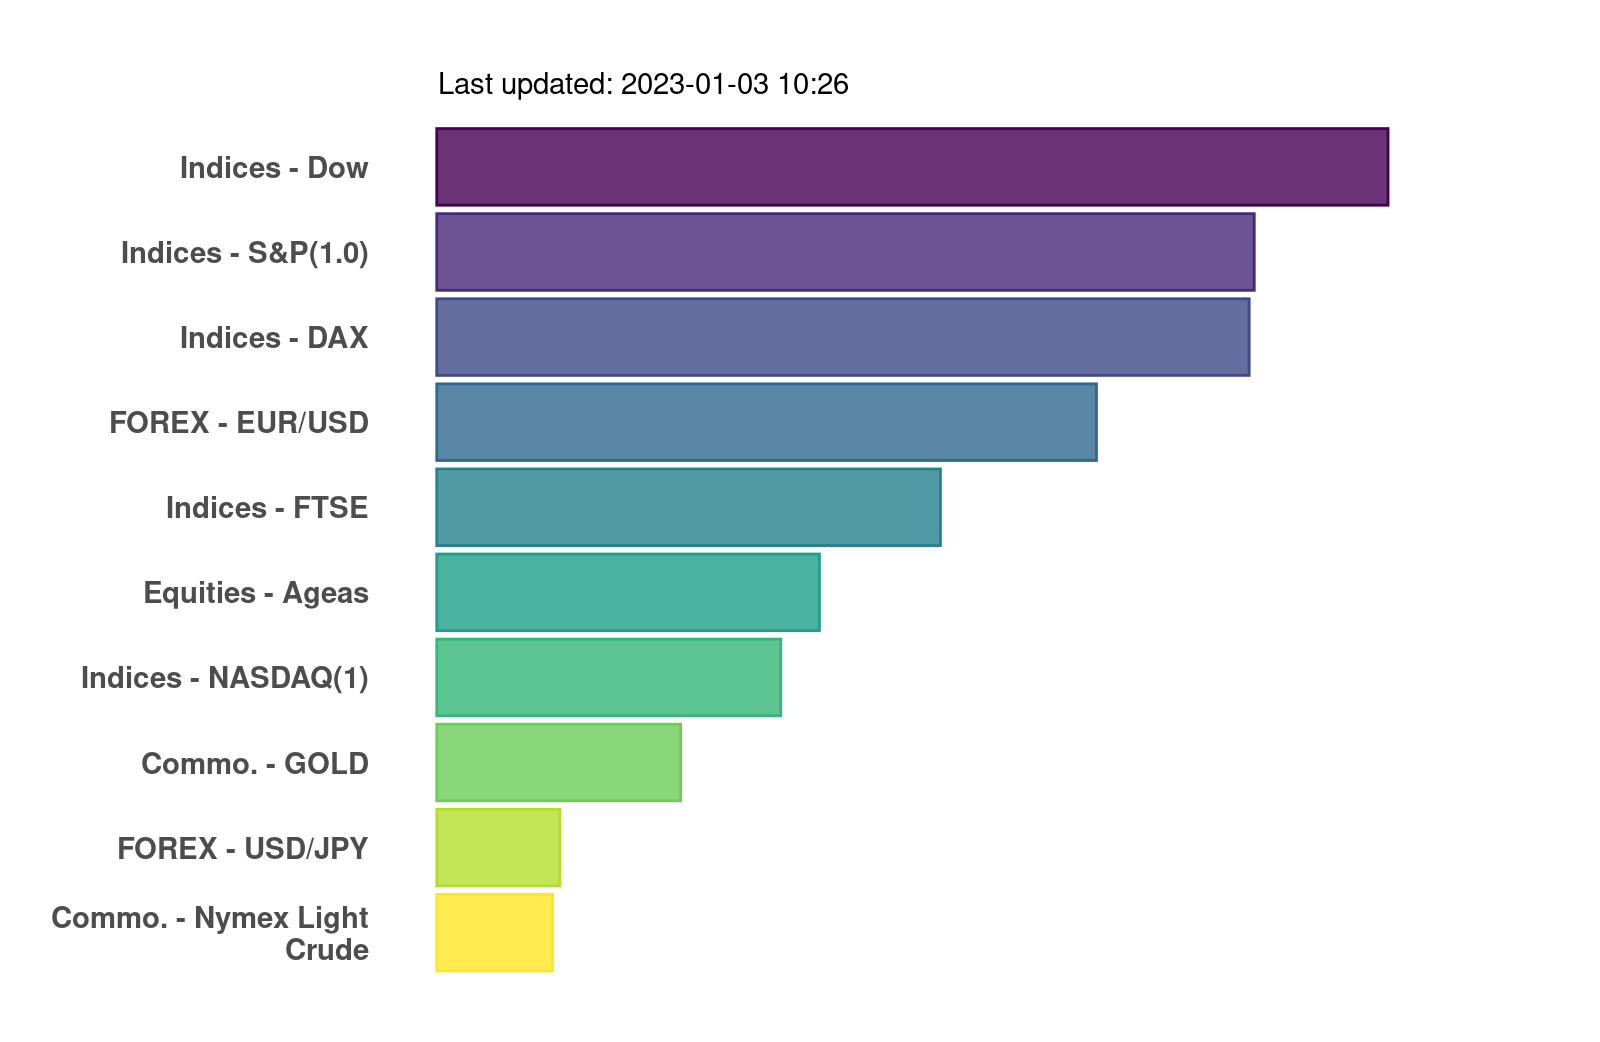 Last updated: 2023-01-03 10:26
Indices - Dow
Indices - S&P(1.0)
Indices - DAX
FOREX - EUR/USD
Indices - FTSE
Equities - Ageas
Indices - NASDAQ(1)
Commo. - GOLD
FOREX - USD/JPY
Commo. - Nymex Light
Crude